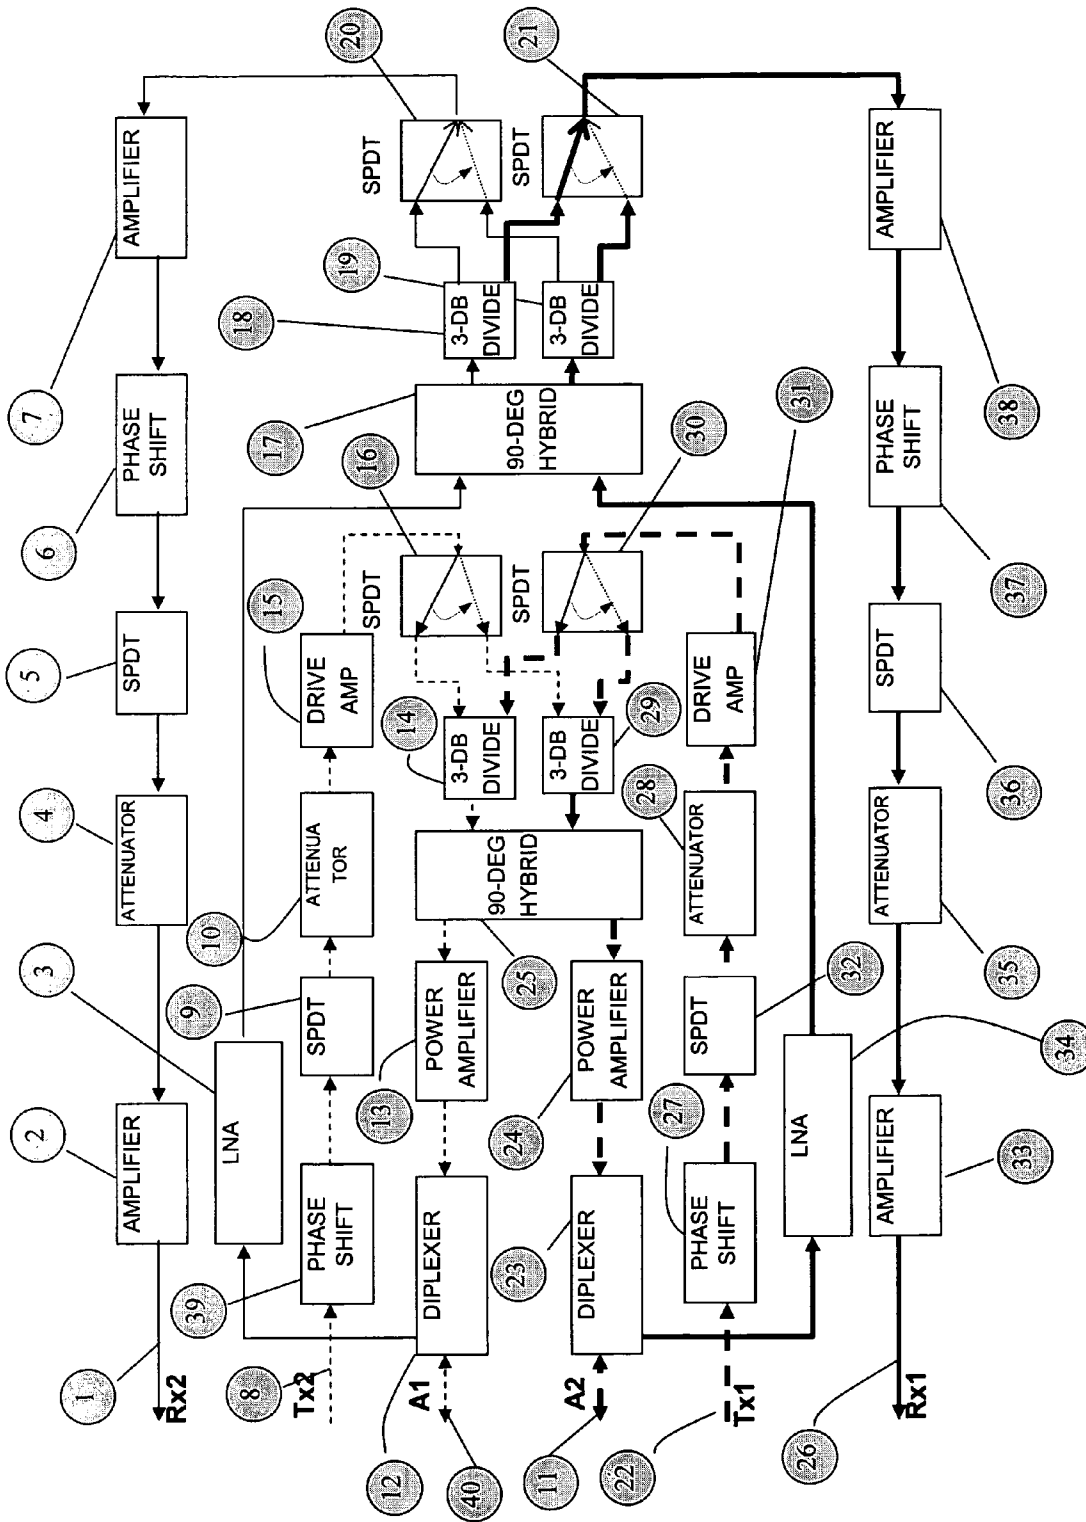 1
2
3
4
5
6
7
Rx2
AMPLIFIER
ATTENUATOR
SPDT
PHASE
SHIFT
AMPLIFIER
39
9
10
LNA
8
15
17
18
Tx2
PHASE
SHIFT
SPDT
ATTENUA
TOR
DRIVE
AMP
16
19
20
12
13
14
SPDT
SPDT
A1
DIPLEXER
POWER
AMPLIFIER
90-DEG
HYBRID
3-DB
DIVIDE
90-DEG
HYBRID
3-DB
DIVIDE
40
23
24
25
SPDT
SPDT
21
11
A2
DIPLEXER
POWER
AMPLIFIER
3-DB
DIVIDE
3-DB
DIVIDE
22
27
28
29
30
Tx1
PHASE
SHIFT
SPDT
ATTENUATOR
DRIVE
AMP
31
26
LNA
32
Rx1
AMPLIFIER
ATTENUATOR
SPDT
PHASE
SHIFT
AMPLIFIER
33
34
35
36
37
38